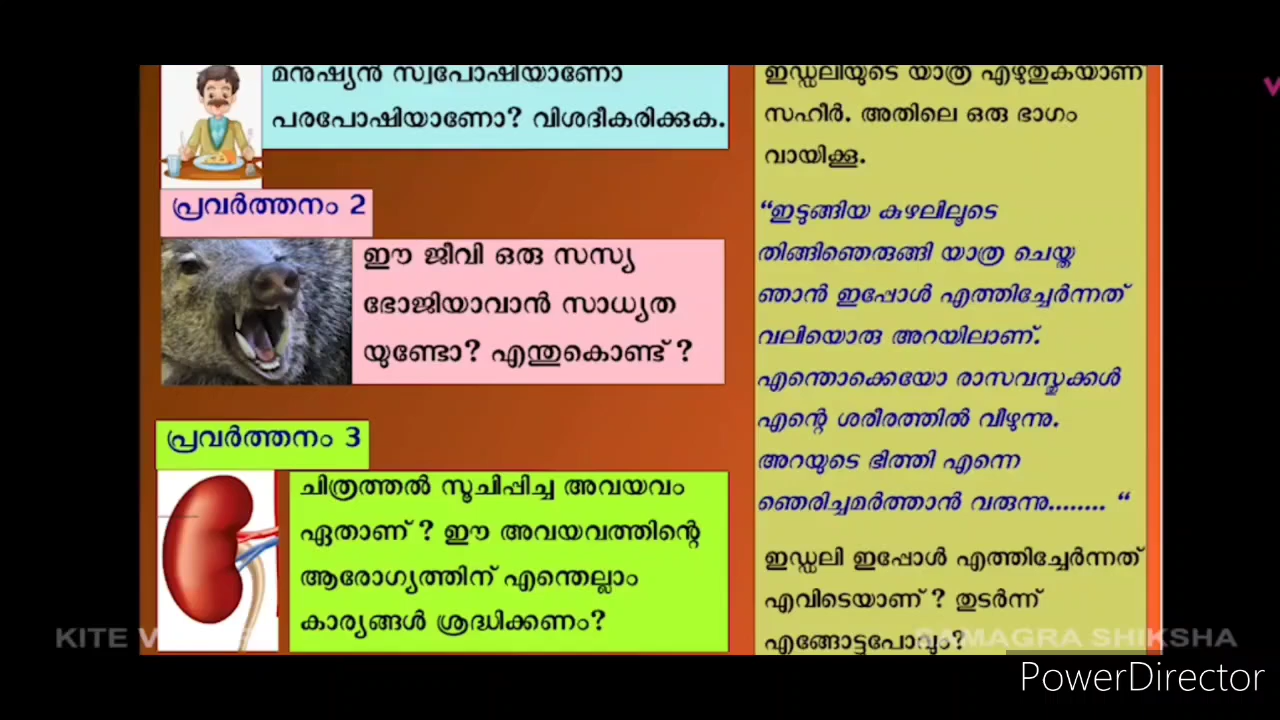 മനുഷ്യൻ സ്വപോഷിയാണോ
പരപോഷിയാണോ? വിശദീകരിക്കുക.
പ്രവർത്തനം 2
ഈ ജീവി ഒരു സസ്യ
ഭോജിയാവാൻ സാധ്യത
യുണ്ടോ? എന്തുകൊണ്ട് ?
പ്രവർത്തനം 3
ചിത്രത്തൽ സൂചിപ്പിച്ച അവയവം
ഏതാണ് ? ഈ അവയവത്തിന്റെ
ആരോഗ്യത്തിന് എന്തെല്ലാം
കാര്യങ്ങൾ ശ്രദ്ധിക്കണം?
ഇഡ്ഡലിയുടെ യാത്ര എഴുതുകയാണ്
സഹീർ. അതിലെ ഒരു ഭാഗം
വായിക്കൂ.
“ഇടുങ്ങിയ കുഴലിലൂടെ
തിങ്ങിഞെരുങ്ങി യാത്ര ചെയ്ത
ഞാൻ ഇപ്പോൾ എത്തിച്ചേർന്നത്
വലിയൊരു അറയിലാണ്.
എന്തൊക്കെയോ രാസവസ്തുക്കൾ
എന്റെ ശരീരത്തിൽ വീഴുന്നു.
അറയുടെ ഭിത്തി എന്നെ
ഞെരിച്ചമർത്താൻ വരുന്നു........ “
ഇഡ്ഡലി ഇപ്പോൾ എത്തിച്ചേർന്നത്
എവിടെയാണ് ? തുടർന്ന്
എങ്ങോട്ടുപോവും?
KITE V
SAMAGRA SHIKSHA
PowerDirector